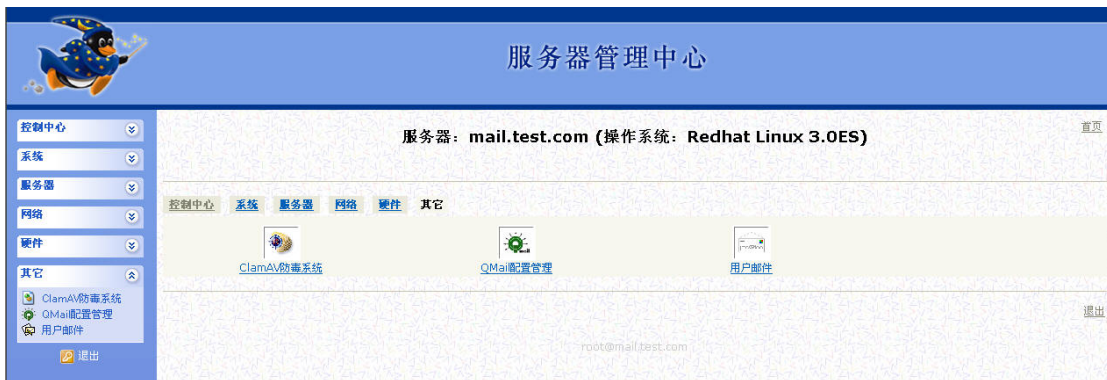 服务器管理中心
控制中心
系统
服务器
网络
硬件
其它
ClamAV防毒系统
QMail配置管理
用户邮件
退出
首页
服务器：mail.test.com (操作系统：Redhat Linux 3.0ES)
控制中心 系统 服务器 网络 硬件 其它
ClamAV防毒系统 QMail配置管理 用户邮件
退出
root@mail.test.com